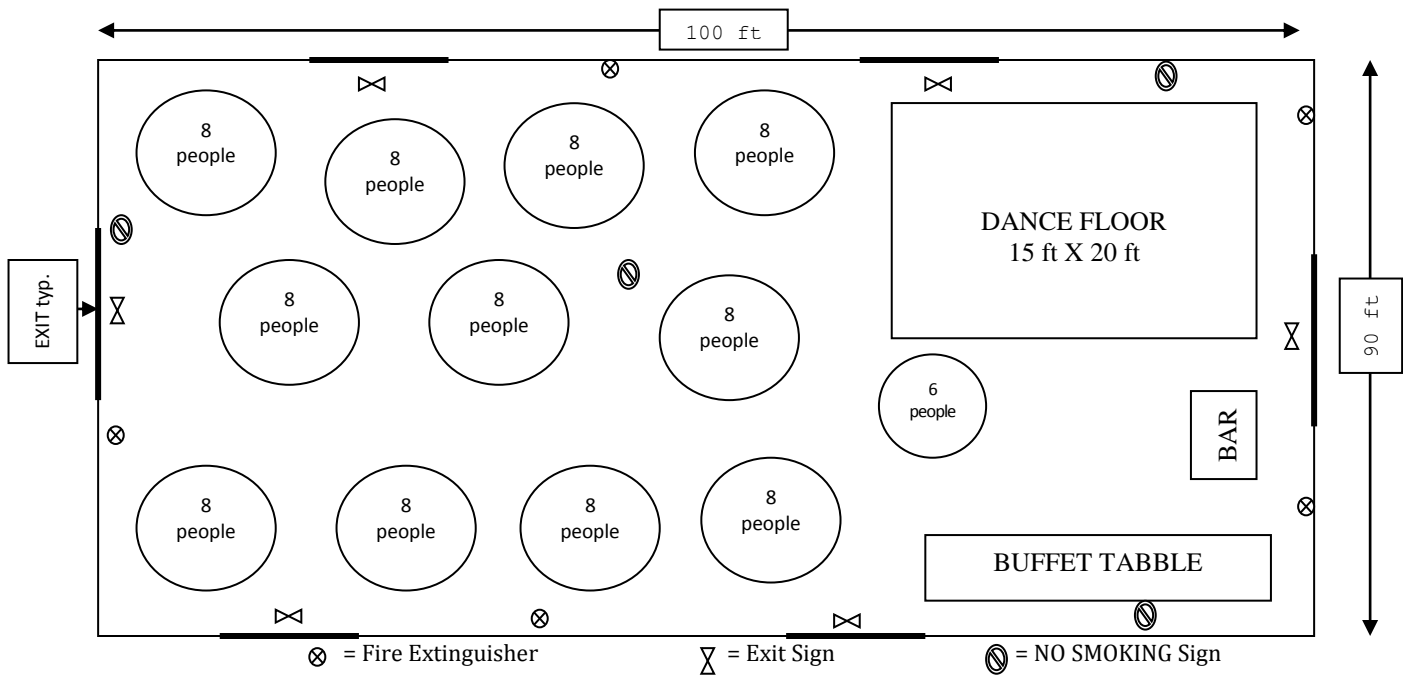 100 ft
8
people
8
people
8
people
8
people
DANCE FLOOR
15 ft X 20 ft
EXIT typ.
90 ft
8
people
8
people
8
people
6
people
BAR
8
people
8
people
8
people
8
people
BUFFET TABBLE
= Fire Extinguisher
= Exit Sign
= NO SMOKING Sign